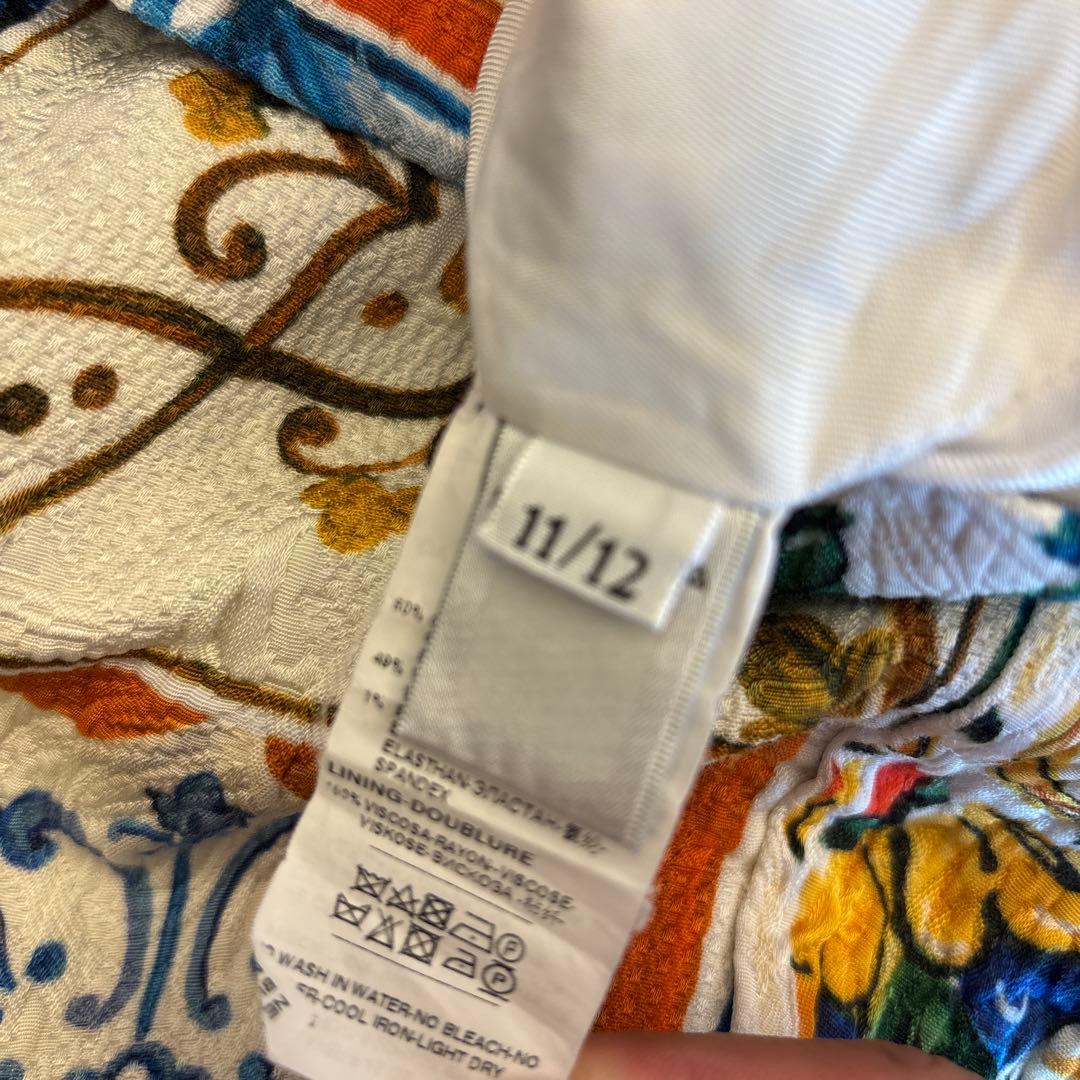 11/12
40%
1%
ELASTHAN-ЭЛАСТАН-
SPANDEX
LINING-DOUBLURE
100% VISCOSA-RAYON-VISCOSE
VISKOSE-ВИСКОЗА-
F
F
WASH IN WATER-NO BLEACH-NO
COOL IRON-LIGHT DRY